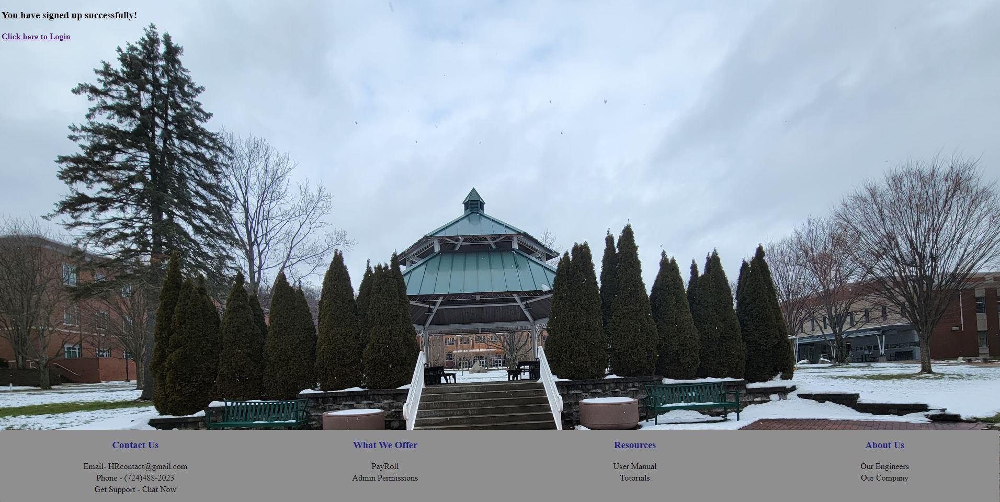 You have signed up successfully!
Click here to Login
Contact Us
Email- HRcontact@gmail.com
Phone - (724)488-2023
Get Support - Chat Now
What We Offer
PayRoll
Admin Permissions
Resources
User Manual
Tutorials
About Us
Our Engineers
Our Company